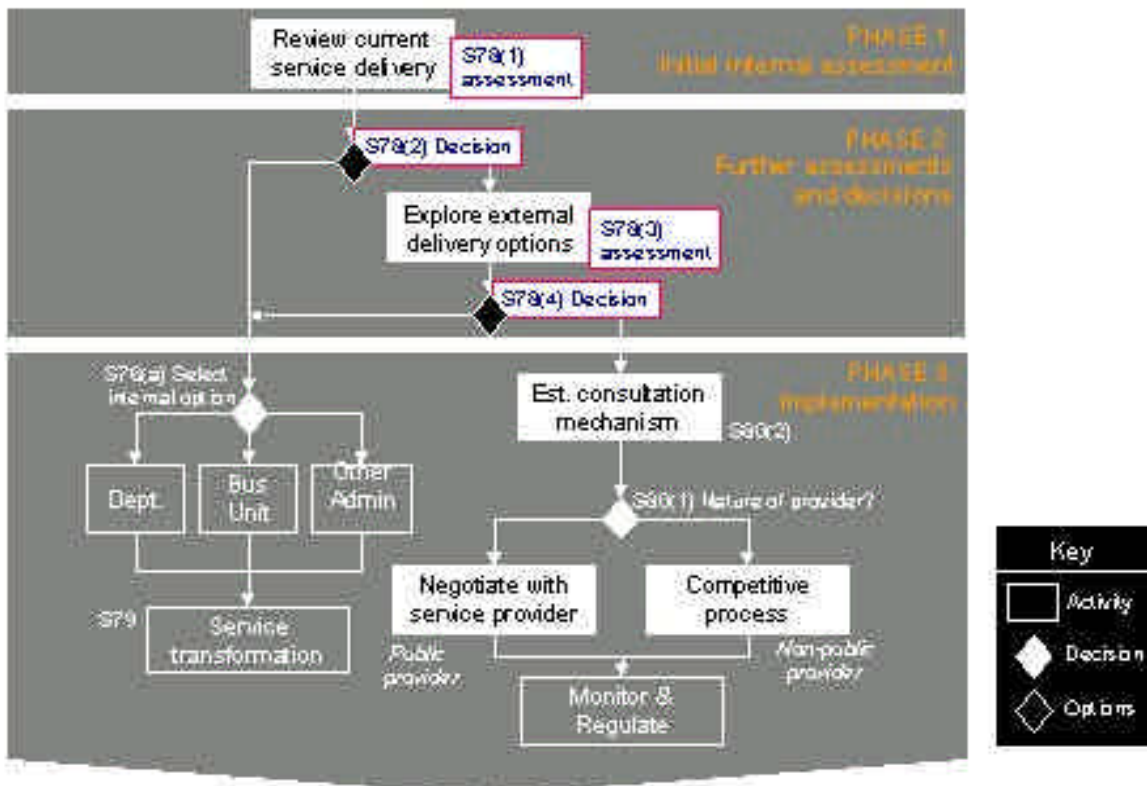 Review current
service delivery
S78(1)
assessment
PHASE 1
Initial internal assessment
S78(2) Decision
PHASE 2
Further assessments
and decisions
Explore external
delivery options
S78(3)
assessment
S78(4) Decision
PHASE 3
Implementation
S76(a) Select
internal option
Est. consultation
mechanism
S80(2)
Dept.
Bus
Unit
Other
Admin
S80(1) Nature of provider?
Negotiate with
service provider
Competitive
process
S79
Service
transformation
Public
provider
Non-public
provider
Monitor &
Regulate
Key
Activity
Decision
Options